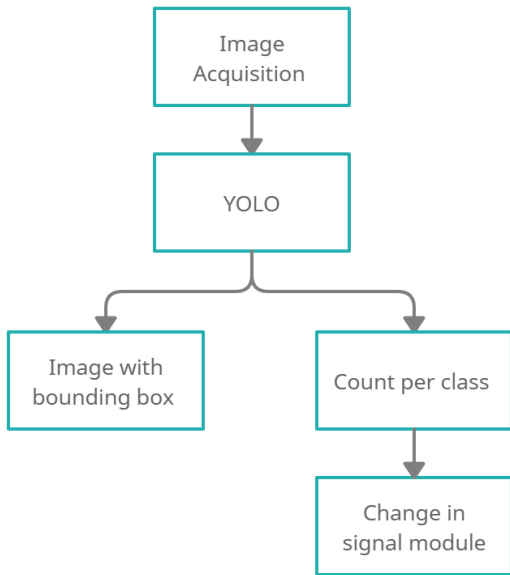 Image
Acquisition
YOLO
Image with
bounding box
Count per class
Change in
signal module